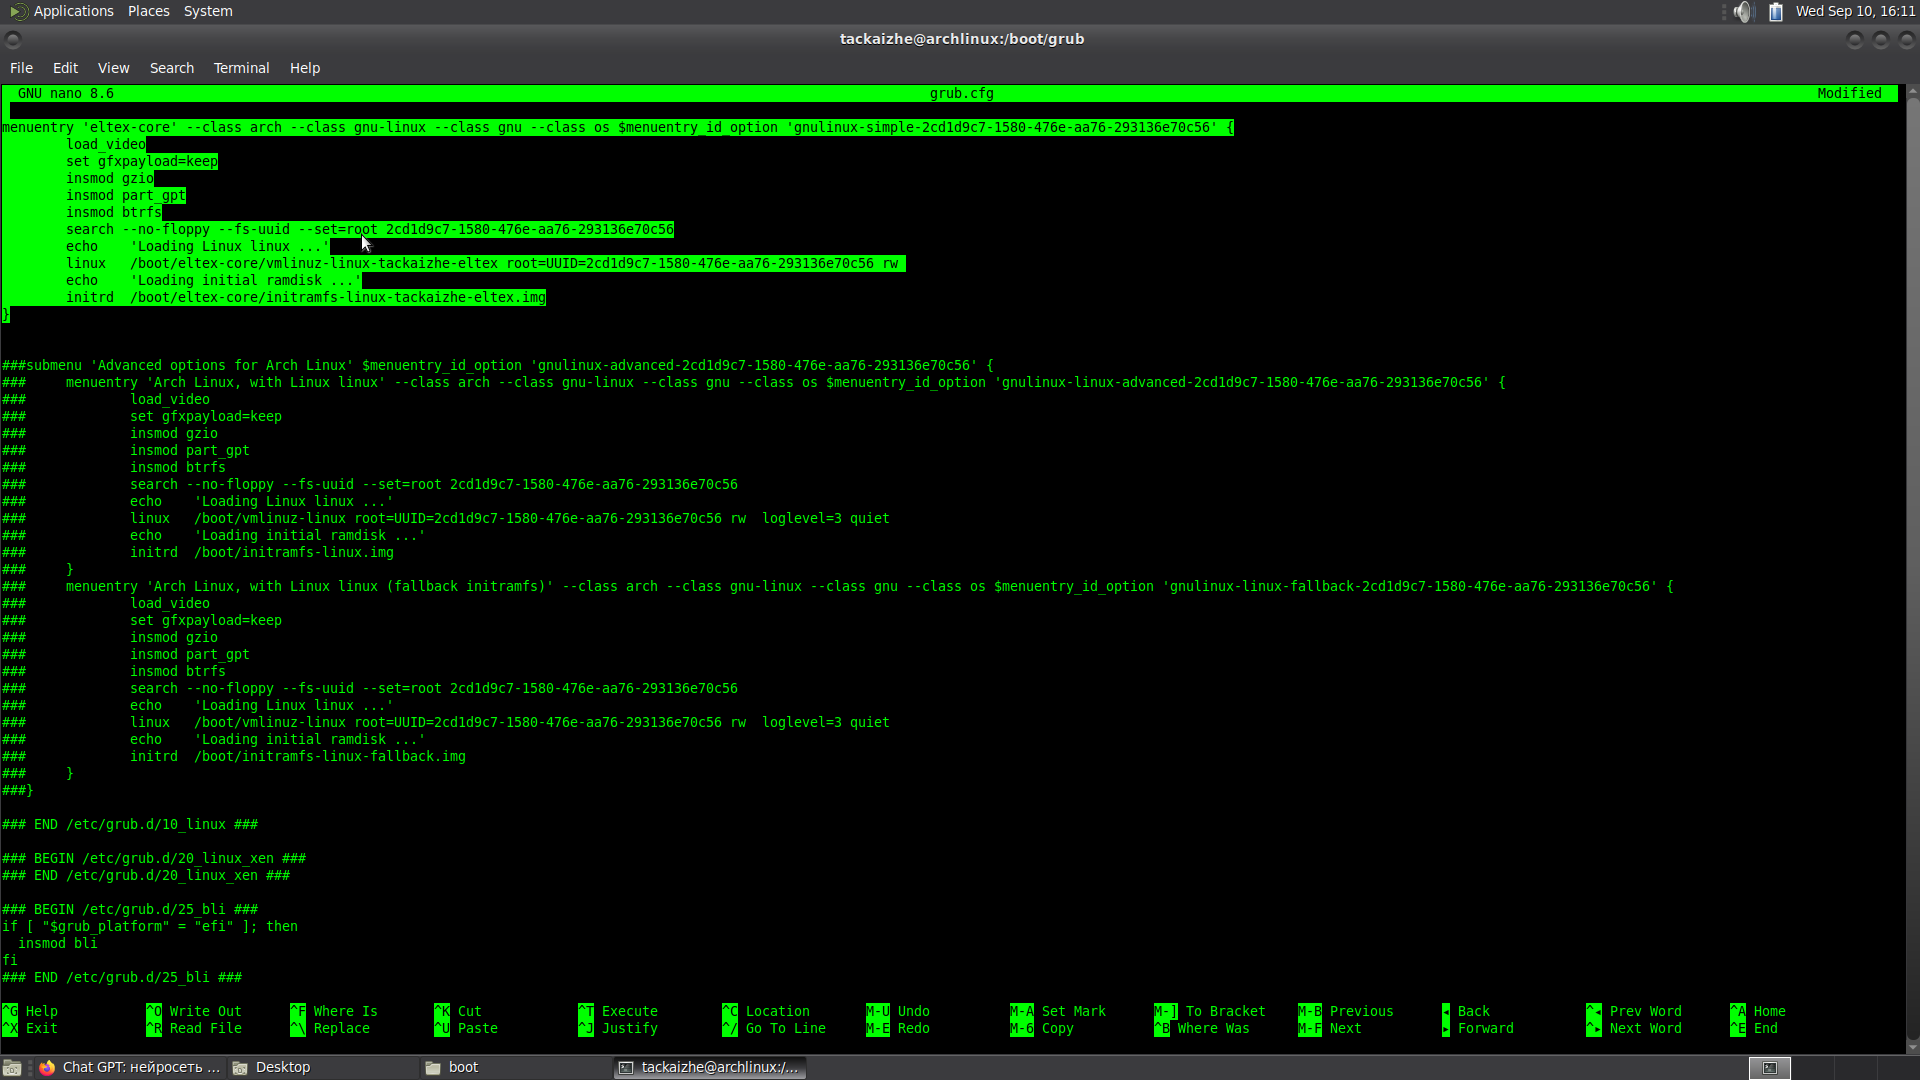 Applications Places System Wed Sep 10, 16:11
tackaizhe@archlinux:/boot/grub
File Edit View Search Terminal Help
GNU nano 8.6 grub.cfg Modified
menuentry 'eltex-core' --class arch --class gnu-linux --class gnu --class os $menuentry_id_option 'gnulinux-simple-2cd1d9c7-1580-476e-aa76-293136e70c56' {
        load_video
        set gfxpayload=keep
        insmod gzio
        insmod part_gpt
        insmod btrfs
        search --no-floppy --fs-uuid --set=root 2cd1d9c7-1580-476e-aa76-293136e70c56
        echo    'Loading Linux linux ...'
        linux   /boot/eltex-core/vmlinuz-linux-tackaizhe-eltex root=UUID=2cd1d9c7-1580-476e-aa76-293136e70c56 rw
        echo    'Loading initial ramdisk ...'
        initrd  /boot/eltex-core/initramfs-linux-tackaizhe-eltex.img
}
###submenu 'Advanced options for Arch Linux' $menuentry_id_option 'gnulinux-advanced-2cd1d9c7-1580-476e-aa76-293136e70c56' {
###     menuentry 'Arch Linux, with Linux linux' --class arch --class gnu-linux --class gnu --class os $menuentry_id_option 'gnulinux-linux-advanced-2cd1d9c7-1580-476e-aa76-293136e70c56' {
###             load_video
###             set gfxpayload=keep
###             insmod gzio
###             insmod part_gpt
###             insmod btrfs
###             search --no-floppy --fs-uuid --set=root 2cd1d9c7-1580-476e-aa76-293136e70c56
###             echo    'Loading Linux linux ...'
###             linux   /boot/vmlinuz-linux root=UUID=2cd1d9c7-1580-476e-aa76-293136e70c56 rw  loglevel=3 quiet
###             echo    'Loading initial ramdisk ...'
###             initrd  /boot/initramfs-linux.img
###     }
###     menuentry 'Arch Linux, with Linux linux (fallback initramfs)' --class arch --class gnu-linux --class gnu --class os $menuentry_id_option 'gnulinux-linux-fallback-2cd1d9c7-1580-476e-aa76-293136e70c56' {
###             load_video
###             set gfxpayload=keep
###             insmod gzio
###             insmod part_gpt
###             insmod btrfs
###             search --no-floppy --fs-uuid --set=root 2cd1d9c7-1580-476e-aa76-293136e70c56
###             echo    'Loading Linux linux ...'
###             linux   /boot/vmlinuz-linux root=UUID=2cd1d9c7-1580-476e-aa76-293136e70c56 rw  loglevel=3 quiet
###             echo    'Loading initial ramdisk ...'
###             initrd  /boot/initramfs-linux-fallback.img
###     }
###}
### END /etc/grub.d/10_linux ###
### BEGIN /etc/grub.d/20_linux_xen ###
### END /etc/grub.d/20_linux_xen ###
### BEGIN /etc/grub.d/25_bli ###
if [ "$grub_platform" = "efi" ]; then
  insmod bli
fi
### END /etc/grub.d/25_bli ###
^G Help ^O Write Out ^F Where Is ^K Cut ^T Execute ^C Location M-U Undo M-A Set Mark M-] To Bracket M-B Previous ◂ Back ^◂ Prev Word ^A Home
^X Exit ^R Read File ^\ Replace ^U Paste ^J Justify ^/ Go To Line M-E Redo M-6 Copy ^B Where Was M-F Next ▸ Forward ^▸ Next Word ^E End
Chat GPT: нейросеть ... Desktop boot tackaizhe@archlinux:/...